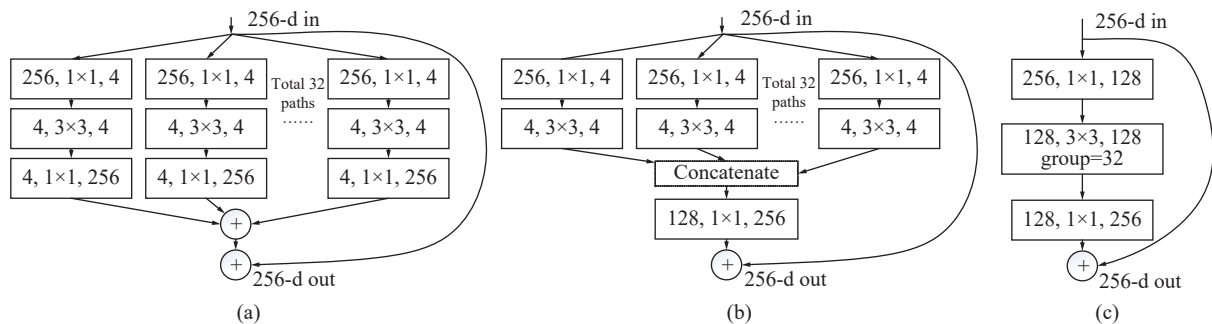 256-d in
256, 1×1, 4
256, 1×1, 4
Total 32
paths
......
256, 1×1, 4
4, 3×3, 4
4, 3×3, 4
4, 3×3, 4
4, 1×1, 256
4, 1×1, 256
4, 1×1, 256
+
+
256-d out
(a)
256-d in
256, 1×1, 4
256, 1×1, 4
Total 32
paths
......
256, 1×1, 4
4, 3×3, 4
4, 3×3, 4
4, 3×3, 4
Concatenate
128, 1×1, 256
+
256-d out
(b)
256-d in
256, 1×1, 128
128, 3×3, 128
group=32
128, 1×1, 256
+
256-d out
(c)